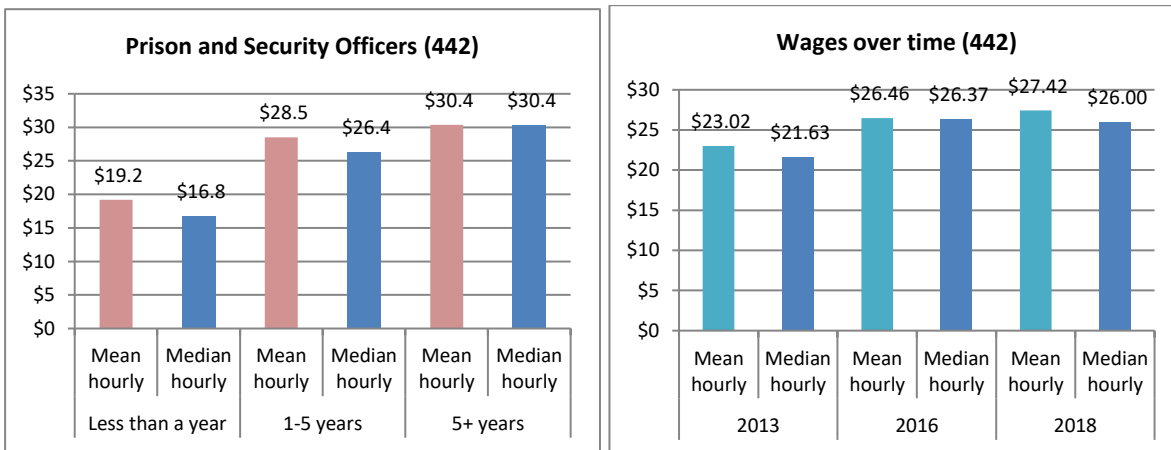 Prison and Security Officers (442)
$35
$30
$25
$20
$15
$10
$5
$0
$19.2
$16.8
$28.5
$26.4
$30.4
$30.4
Mean hourly
Median hourly
Mean hourly
Median hourly
Mean hourly
Median hourly
Less than a year
1-5 years
5+ years
Wages over time (442)
$30
$25
$20
$15
$10
$5
$0
$23.02
$21.63
$26.46
$26.37
$27.42
$26.00
Mean hourly
Median hourly
Mean hourly
Median hourly
Mean hourly
Median hourly
2013
2016
2018